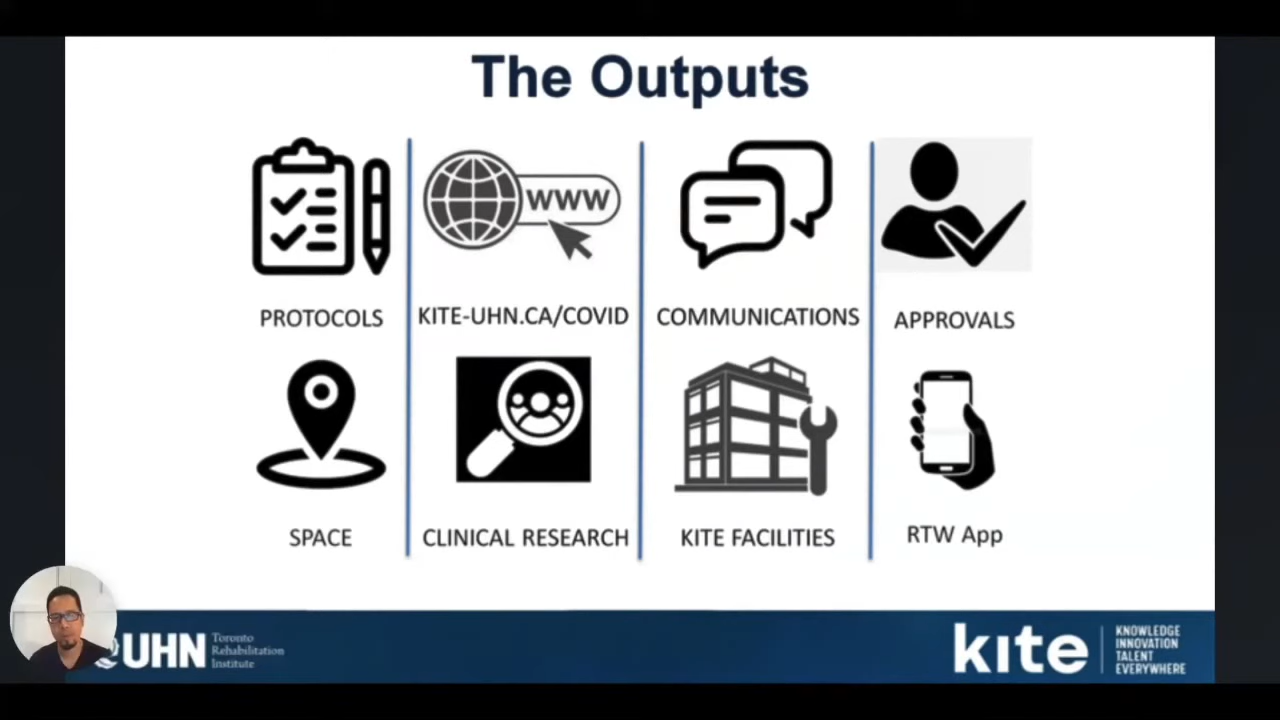 The Outputs
www
PROTOCOLS
KITE-UHN.CA/COVID
COMMUNICATIONS
APPROVALS
SPACE
CLINICAL RESEARCH
KITE FACILITIES
RTW App
UHN
Toronto
Rehabilitation
Institute
kite
KNOWLEDGE
INNOVATION
TALENT
EVERYWHERE